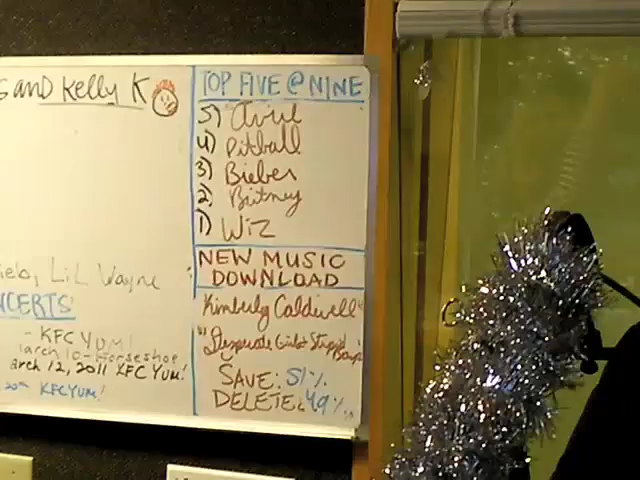 s and Kelly K
Lil Wayne
NCERTS
- KFC YUM!
arch 10 - Horseshoe
arch 12, 2011 KFC YUM!
20th KFC YUM!
TOP FIVE @ NINE
5) Avril
4) Pitbull
3) Bieber
2) Britney
1) Wiz
NEW MUSIC
DOWNLOAD
Kimberly Caldwell
"Desperate Girls & Stupid
Boys"
SAVE: 51%
DELETE: 49%